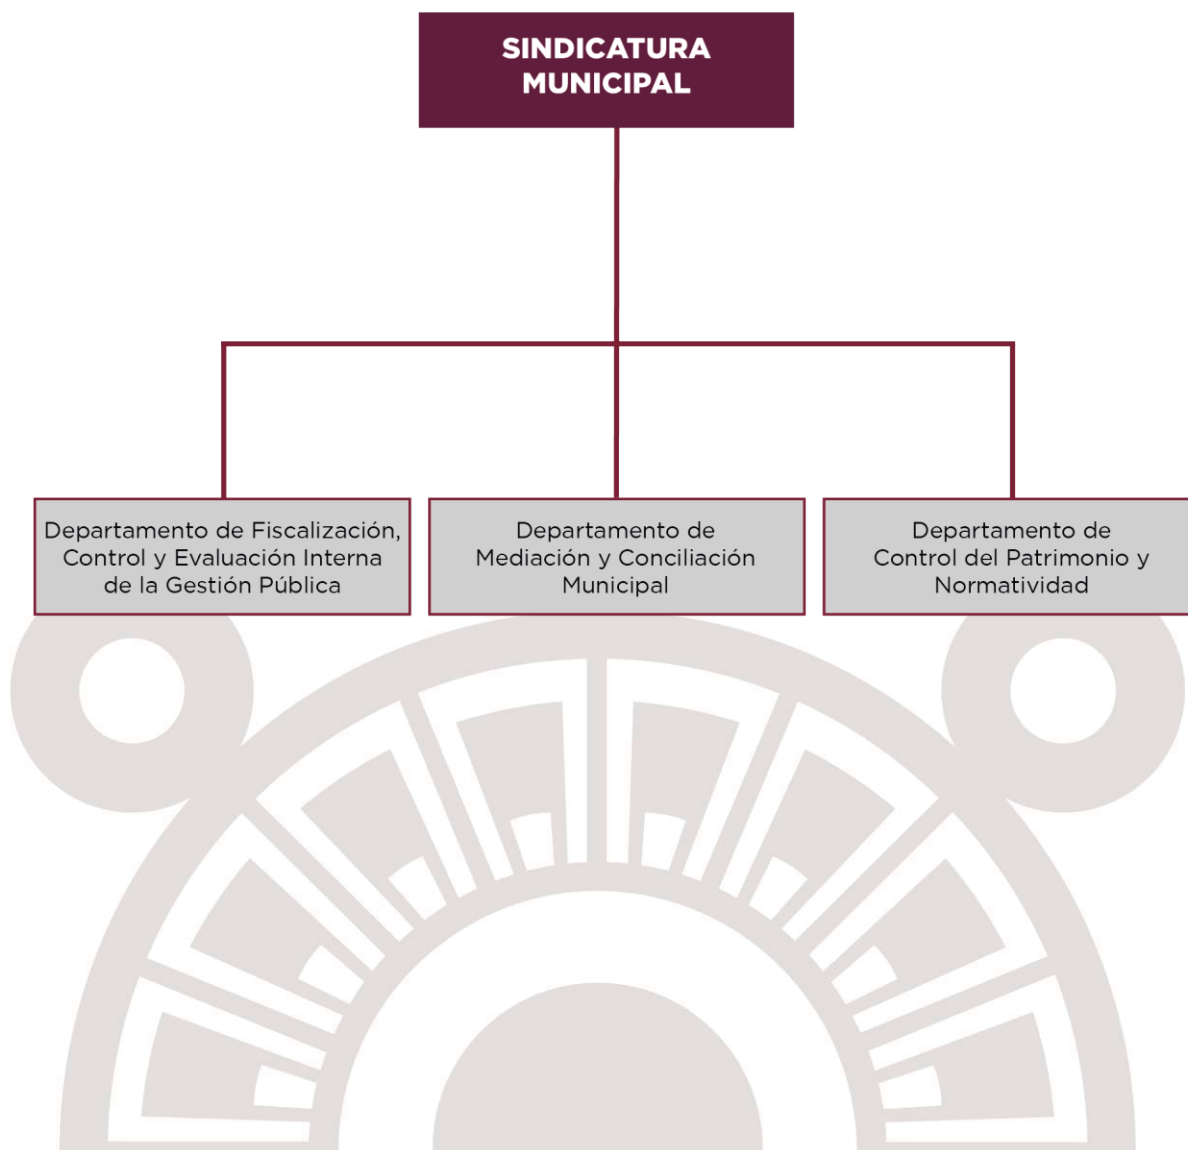 SINDICATURA
MUNICIPAL
Departamento de Fiscalización,
Control y Evaluación Interna
de la Gestión Pública
Departamento de
Mediación y Conciliación
Municipal
Departamento de
Control del Patrimonio y
Normatividad